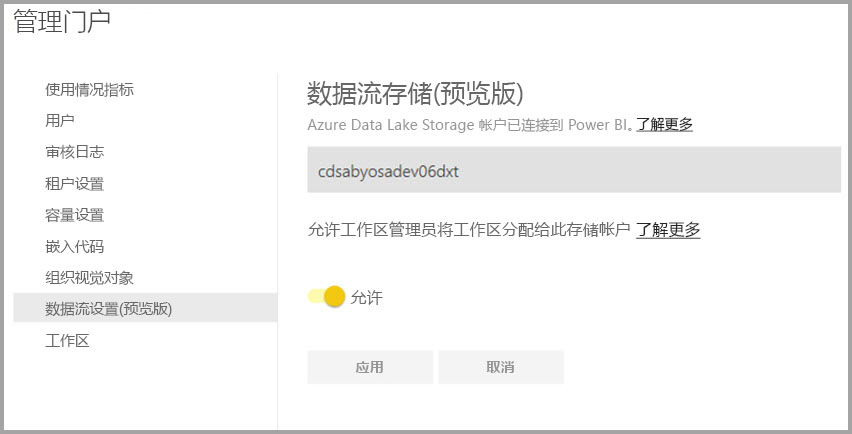 管理门户
使用情况指标
用户
审核日志
租户设置
容量设置
嵌入代码
组织视觉对象
数据流设置(预览版)
工作区
数据流存储(预览版)
Azure Data Lake Storage 帐户已连接到 Power BI。了解更多
cdsabyosadev06dxt
允许工作区管理员将工作区分配给此存储帐户 了解更多
允许
应用 取消